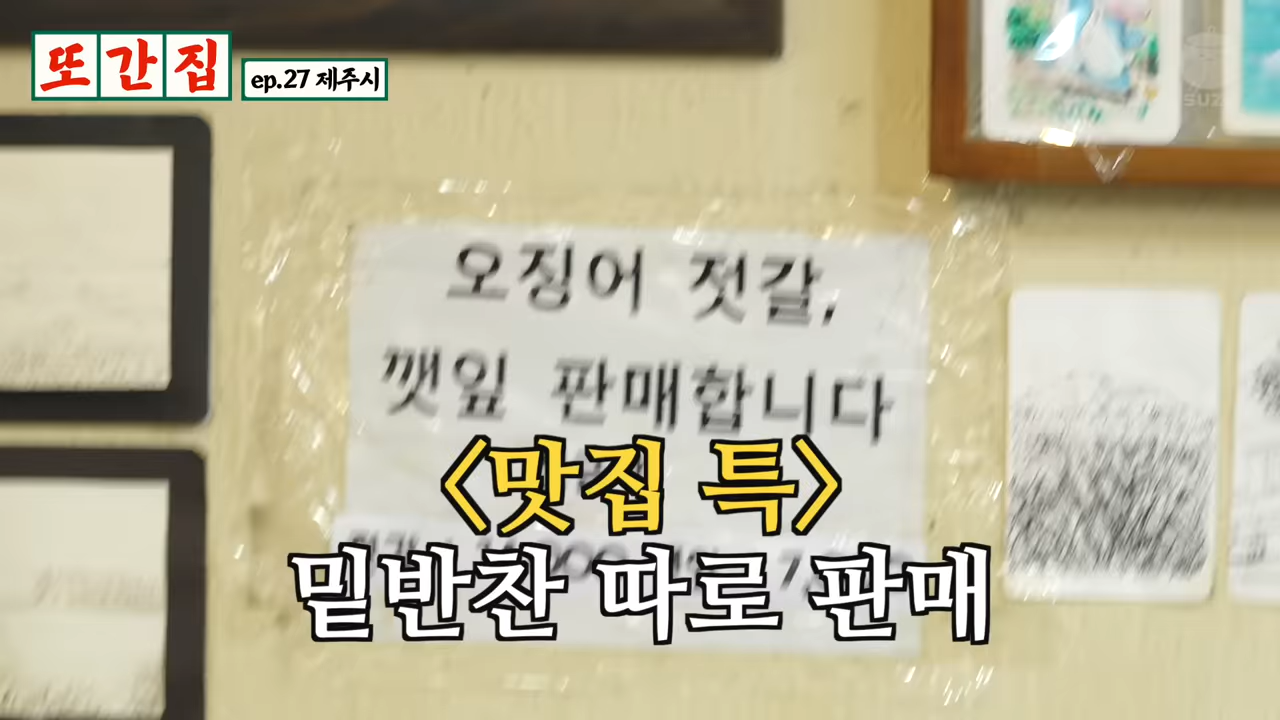 또간집
ep.27 제주시
오징어 젓갈,
깻잎 판매합니다
<맛집 특>
밑반찬 따로 판매